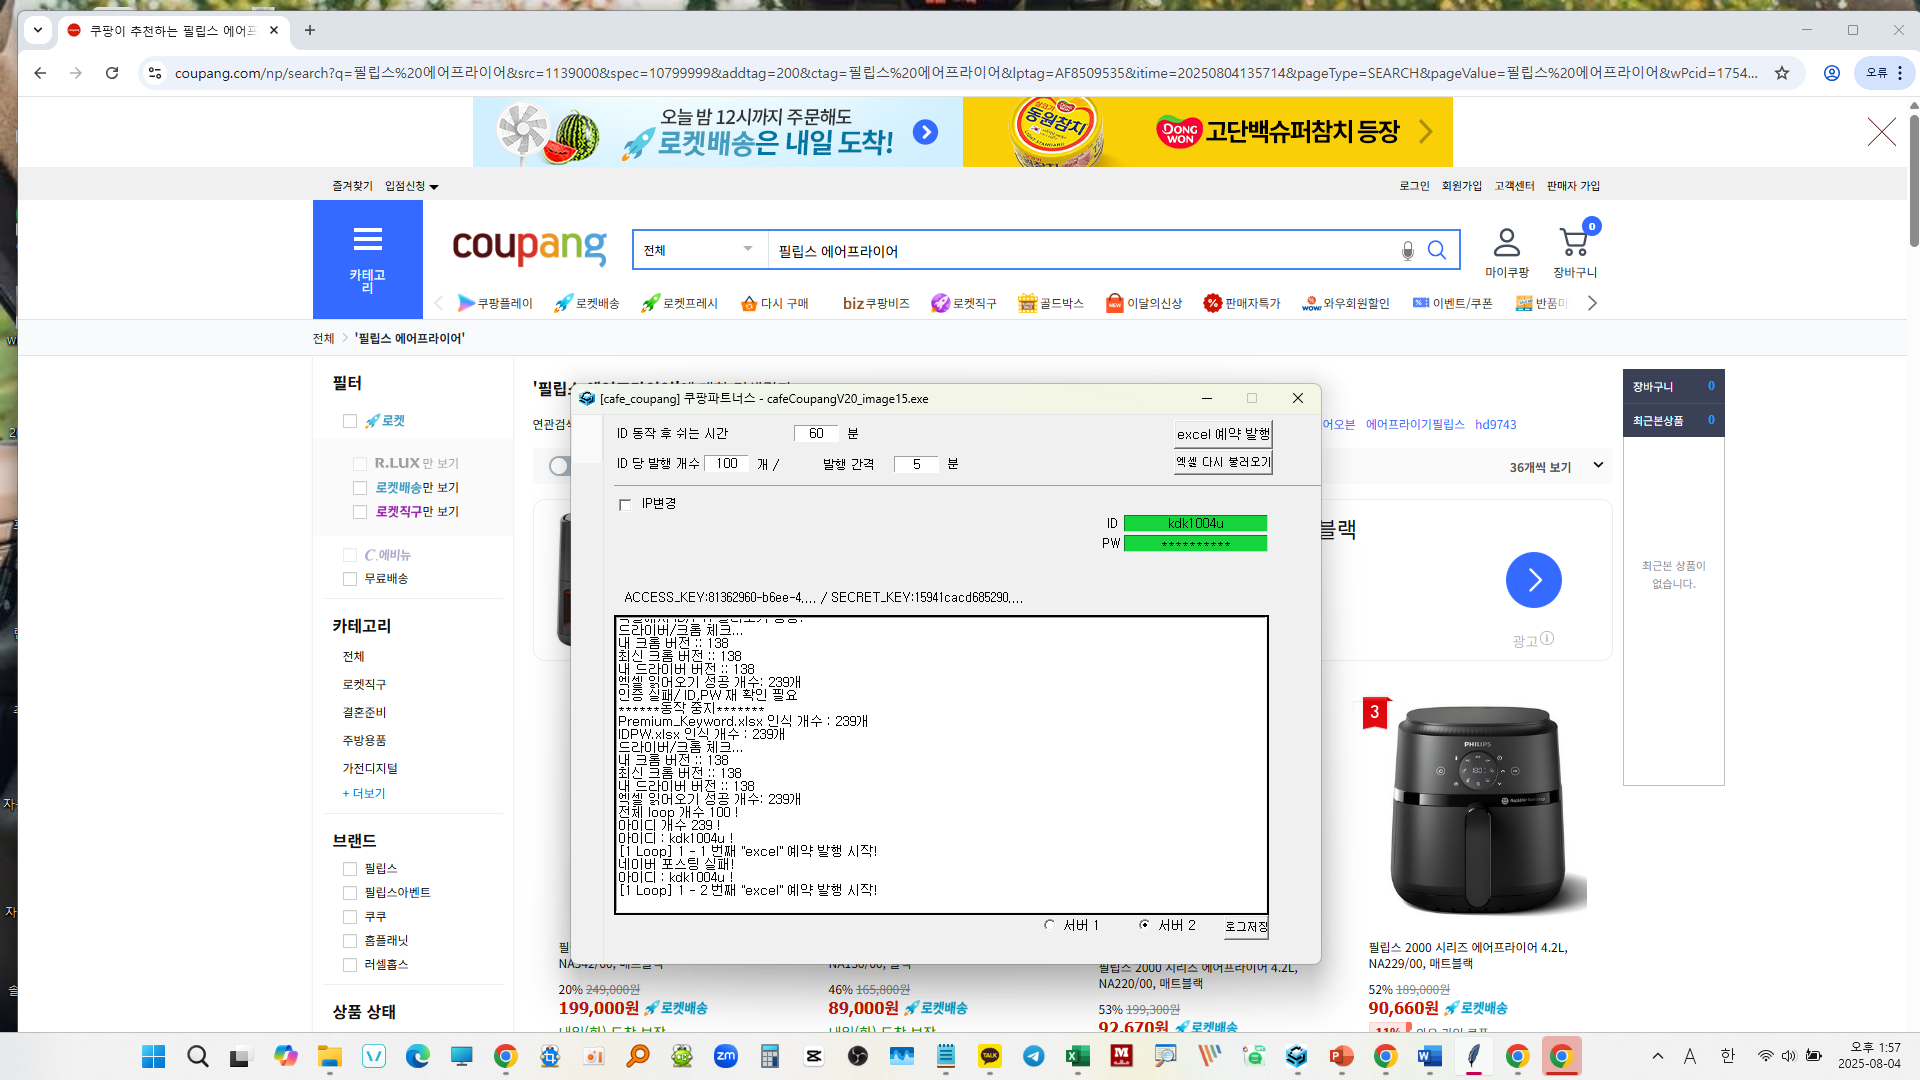 쿠팡이 추천하는 필립스 에어프
coupang.com/np/search?q=필립스%20에어프라이어&src=1139000&spec=10799999&addtag=200&ctag=필립스%20에어프라이어&lptag=AF8509535&itime=20250804135714&pageType=SEARCH&pageValue=필립스%20에어프라이어&wPcid=1754...
오류
오늘 밤 12시까지 주문해도
로켓배송은 내일 도착!
동원참치
DONG WON
고단백슈퍼참치 등장
즐겨찾기 입점신청
로그인 회원가입 고객센터 판매자 가입
카테고
리
coupang
전체
필립스 에어프라이어
마이쿠팡
0
장바구니
쿠팡플레이 로켓배송 로켓프레시 다시 구매 biz 쿠팡비즈 로켓직구 골드박스 이달의신상 판매자특가 와우회원할인 이벤트/쿠폰 반품마
전체 '필립스 에어프라이어'
필터
로켓
R.LUX 만 보기
로켓배송만 보기
로켓직구만 보기
C.에비뉴
무료배송
카테고리
전체
로켓직구
결혼준비
주방용품
가전디지털
+ 더보기
브랜드
필립스
필립스아벤트
쿠쿠
홈플래닛
러셀홉스
상품 상태
연관검색
어오븐 에어프라이기필립스 hd9743
36개씩 보기
블랙
광고
장바구니 0
최근본상품 0
최근본 상품이
없습니다.
[cafe_coupang] 쿠팡파트너스 - cafeCoupangV20_image15.exe
ID 동작 후 쉬는 시간 60 분
ID 당 발행 개수 100 개 / 발행 간격 5 분
excel 예약 발행
엑셀 다시 불러오기
IP변경
ID kdk1004u
PW **********
ACCESS_KEY:81362960-b6ee-4.... / SECRET_KEY:15941cacd685290....
드라이버/크롬 체크...
내 크롬 버전 :: 138
최신 크롬 버전 :: 138
내 드라이버 버전 :: 138
엑셀 읽어오기 성공 개수: 239개
인증 실패/ ID,PW 재 확인 필요
******동작 중지*******
Premium_Keyword.xlsx 인식 개수 : 239개
IDPW.xlsx 인식 개수 : 239개
드라이버/크롬 체크...
내 크롬 버전 :: 138
최신 크롬 버전 :: 138
내 드라이버 버전 :: 138
엑셀 읽어오기 성공 개수: 239개
전체 loop 개수 100 !
아이디 개수 239 !
아이디 : kdk1004u !
[1 Loop] 1 - 1 번째 "excel" 예약 발행 시작!
네이버 포스팅 실패!
아이디 : kdk1004u !
[1 Loop] 1 - 2 번째 "excel" 예약 발행 시작!
서버 1 서버 2 로그저장
3
PHILIPS
NA342/00, 매트블랙
20% 249,000원
199,000원 로켓배송
내일(화) 도착 보장
NA130/00, 블랙
46% 165,800원
89,000원 로켓배송
내일(화) 도착 보장
필립스 2000 시리즈 에어프라이어 4.2L,
NA220/00, 매트블랙
53% 199,300원
92,670원 로켓배송
필립스 2000 시리즈 에어프라이어 4.2L,
NA229/00, 매트블랙
52% 189,000원
90,660원 로켓배송
11%
zm
TALK
A 한
오후 1:57
2025-08-04